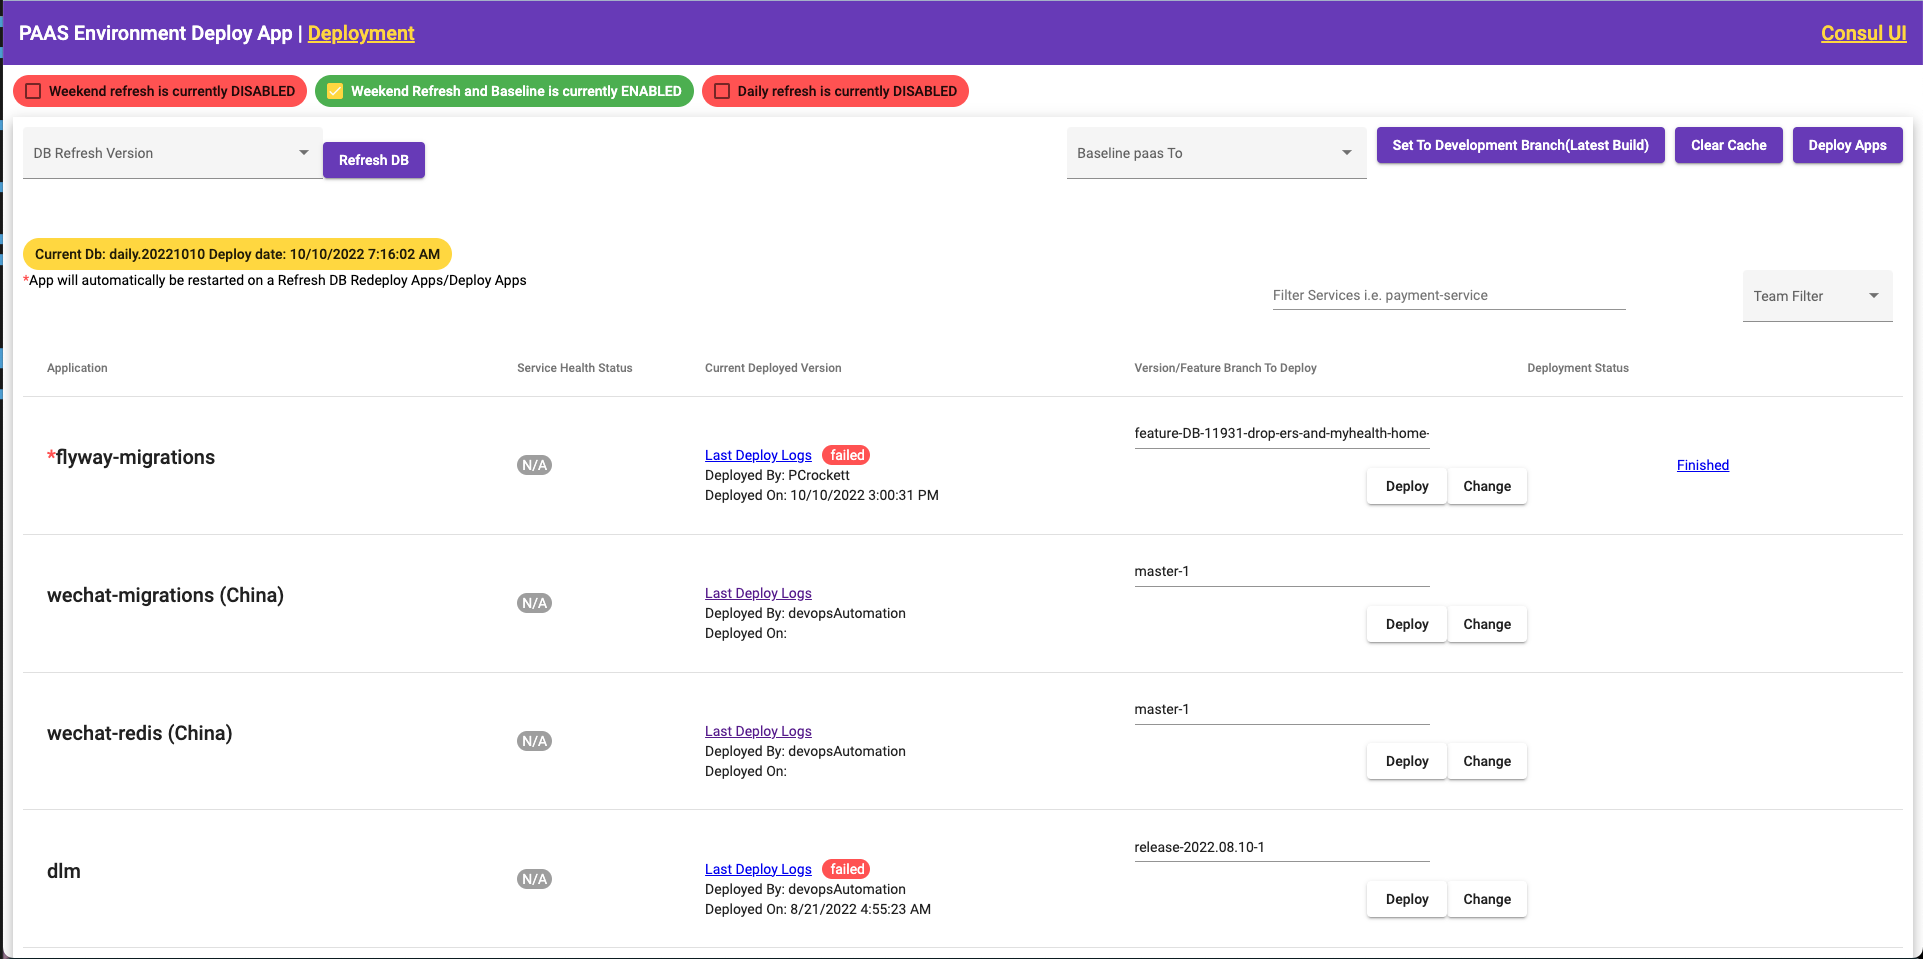 PAAS Environment Deploy App | Deployment
Consul UI
Weekend refresh is currently DISABLED
Weekend Refresh and Baseline is currently ENABLED
Daily refresh is currently DISABLED
DB Refresh Version
Refresh DB
Baseline paas To
Set To Development Branch(Latest Build)
Clear Cache
Deploy Apps
Current Db: daily.20221010 Deploy date: 10/10/2022 7:16:02 AM
*App will automatically be restarted on a Refresh DB Redeploy Apps/Deploy Apps
Filter Services i.e. payment-service
Team Filter
Application
Service Health Status
Current Deployed Version
Version/Feature Branch To Deploy
Deployment Status
*flyway-migrations
N/A
Last Deploy Logs failed
Deployed By: PCrockett
Deployed On: 10/10/2022 3:00:31 PM
feature-DB-11931-drop-ers-and-myhealth-home-
Deploy
Change
Finished
wechat-migrations (China)
N/A
Last Deploy Logs
Deployed By: devopsAutomation
Deployed On:
master-1
Deploy
Change
wechat-redis (China)
N/A
Last Deploy Logs
Deployed By: devopsAutomation
Deployed On:
master-1
Deploy
Change
dlm
N/A
Last Deploy Logs failed
Deployed By: devopsAutomation
Deployed On: 8/21/2022 4:55:23 AM
release-2022.08.10-1
Deploy
Change